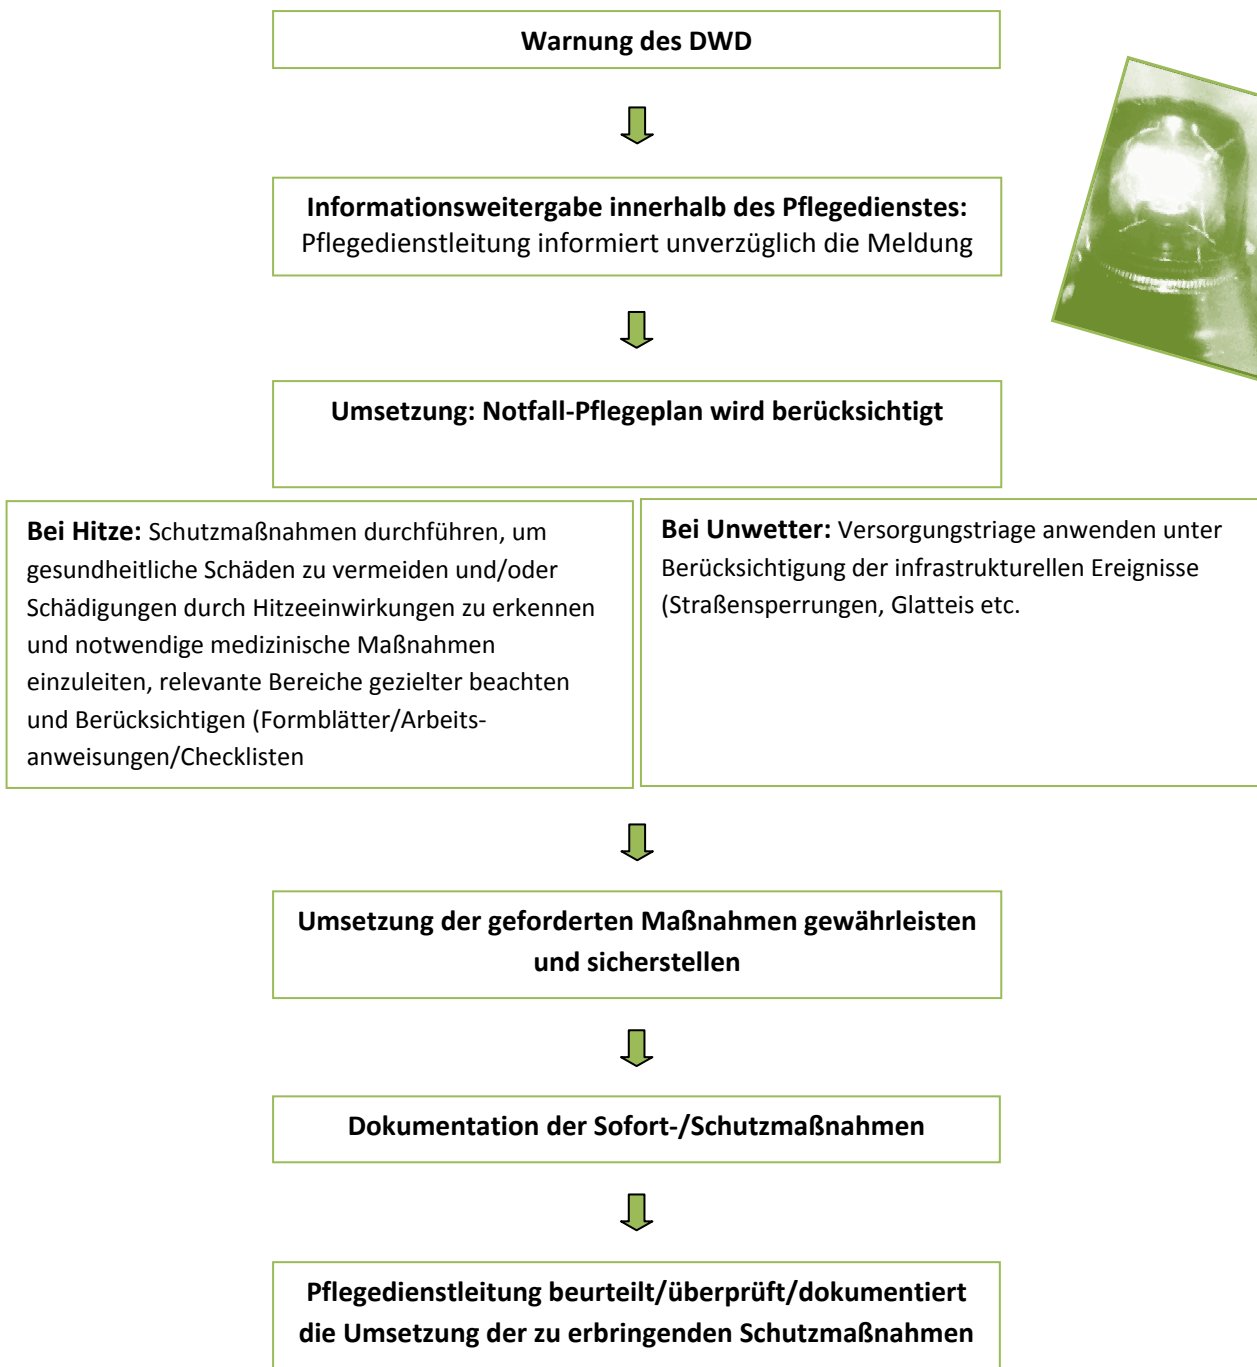 Warnung des DWD
Informationsweitergabe innerhalb des Pflegedienstes:
Pflegedienstleitung informiert unverzüglich die Meldung
Umsetzung: Notfall-Pflegeplan wird berücksichtigt
Bei Hitze: Schutzmaßnahmen durchführen, um
gesundheitliche Schäden zu vermeiden und/oder
Schädigungen durch Hitzeeinwirkungen zu erkennen
und notwendige medizinische Maßnahmen
einzuleiten, relevante Bereiche gezielter beachten
und Berücksichtigen (Formblätter/Arbeits-
anweisungen/Checklisten
Bei Unwetter: Versorgungstriage anwenden unter
Berücksichtigung der infrastrukturellen Ereignisse
(Straßensperrungen, Glatteis etc.
Umsetzung der geforderten Maßnahmen gewährleisten
und sicherstellen
Dokumentation der Sofort-/Schutzmaßnahmen
Pflegedienstleitung beurteilt/überprüft/dokumentiert
die Umsetzung der zu erbringenden Schutzmaßnahmen